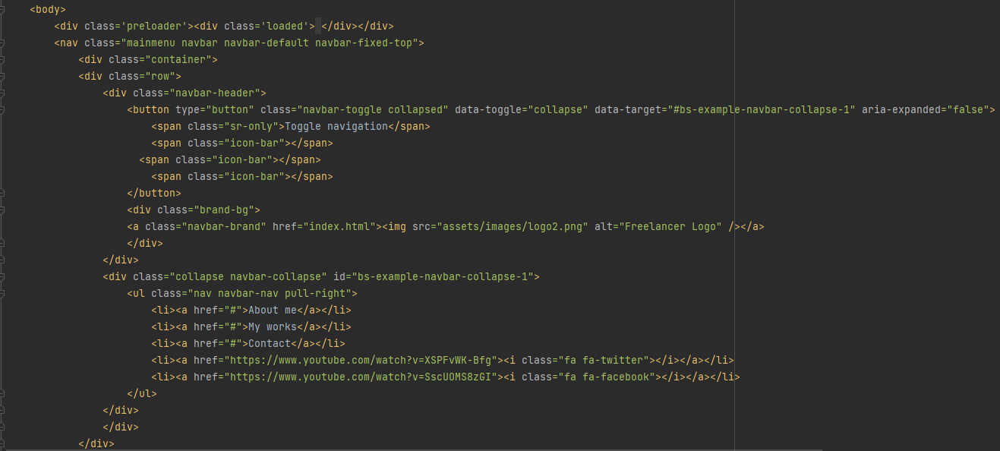 <body>
<div class='preloader'><div class='loaded'> </div></div>
<nav class="mainmenu navbar navbar-default navbar-fixed-top">
<div class="container">
<div class="row">
<div class="navbar-header">
<button type="button" class="navbar-toggle collapsed" data-toggle="collapse" data-target="#bs-example-navbar-collapse-1" aria-expanded="false">
<span class="sr-only">Toggle navigation</span>
<span class="icon-bar"></span>
<span class="icon-bar"></span>
<span class="icon-bar"></span>
</button>
<div class="brand-bg">
<a class="navbar-brand" href="index.html"><img src="assets/images/logo2.png" alt="Freelancer Logo" /></a>
</div>
</div>
<div class="collapse navbar-collapse" id="bs-example-navbar-collapse-1">
<ul class="nav navbar-nav pull-right">
<li><a href="#">About me</a></li>
<li><a href="#">My works</a></li>
<li><a href="#">Contact</a></li>
<li><a href="https://www.youtube.com/watch?v=XSPFvWK-Bfg"><i class="fa fa-twitter"></i></a></li>
<li><a href="https://www.youtube.com/watch?v=SscUOMS8zGI"><i class="fa fa-facebook"></i></a></li>
</ul>
</div>
</div>
</div>